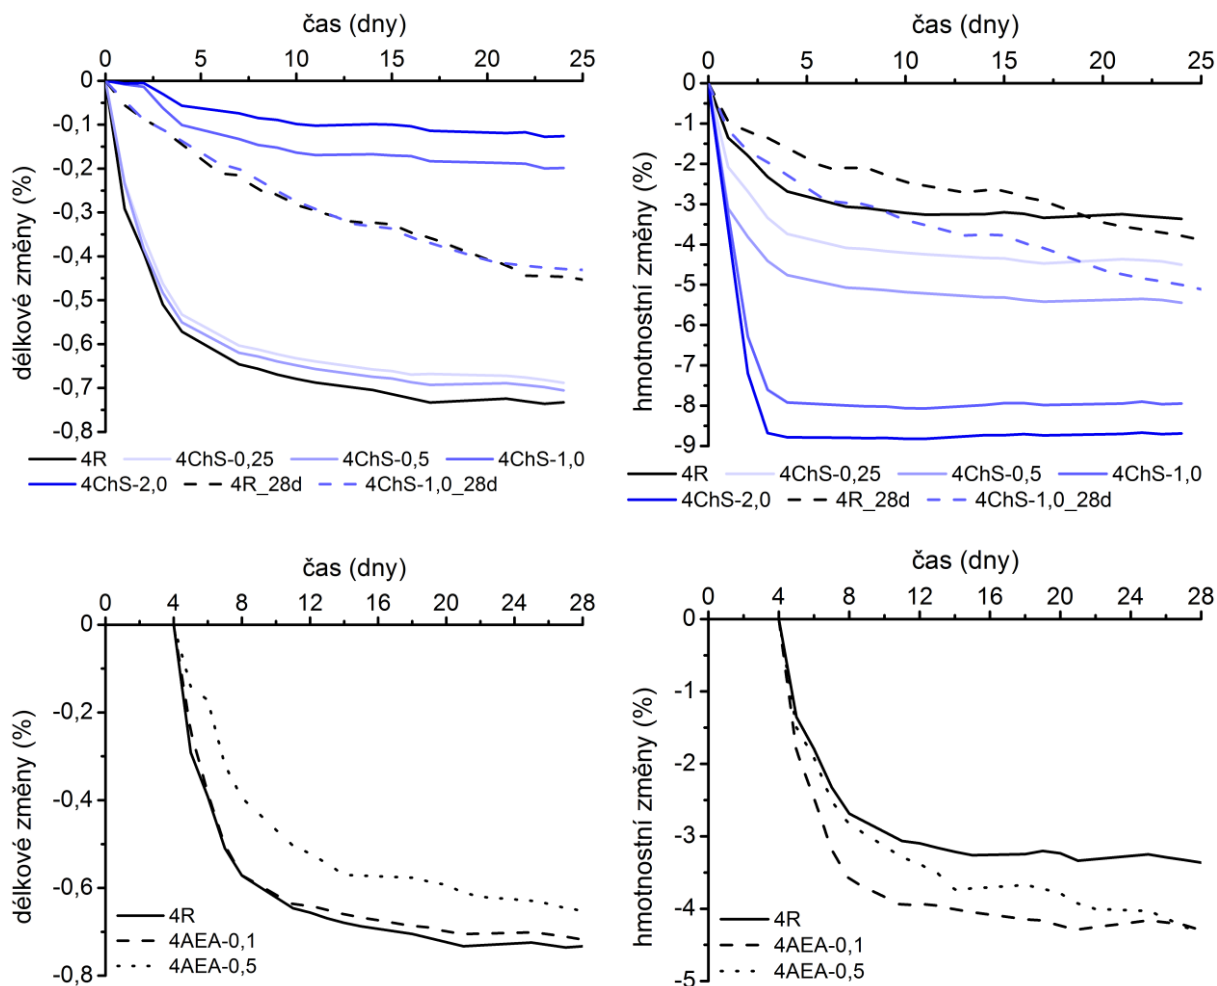 čas (dny)
0 5 10 15 20 25
0
-0,1
-0,2
-0,3
-0,4
-0,5
-0,6
-0,7
-0,8
délkové změny (%)
4R 4ChS-0,25 4ChS-0,5 4ChS-1,0
4ChS-2,0 4R_28d 4ChS-1,0_28d
čas (dny)
0 5 10 15 20 25
0
-1
-2
-3
-4
-5
-6
-7
-8
-9
hmotnostní změny (%)
4R 4ChS-0,25 4ChS-0,5 4ChS-1,0
4ChS-2,0 4R_28d 4ChS-1,0_28d
čas (dny)
0 4 8 12 16 20 24 28
0
-0,2
-0,4
-0,6
-0,8
délkové změny (%)
4R
4AEA-0,1
4AEA-0,5
čas (dny)
0 4 8 12 16 20 24 28
0
-1
-2
-3
-4
-5
hmotnostní změny (%)
4R
4AEA-0,1
4AEA-0,5